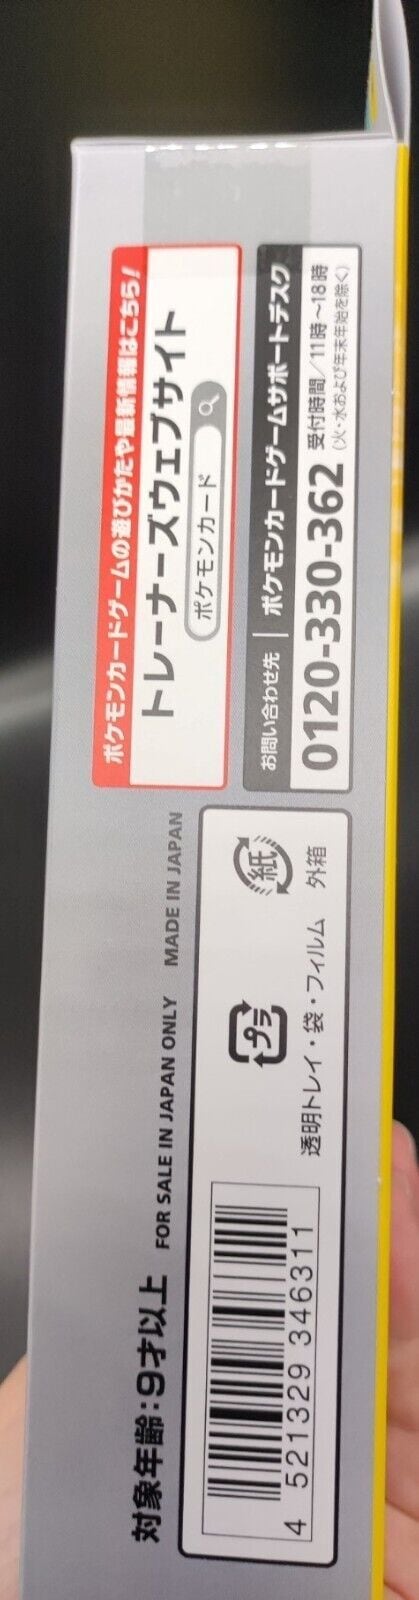 ポケモンカードゲームの遊びかたや最新情報はこちら!
トレーナーズウェブサイト
ポケモンカード
お問い合わせ先 ポケモンカードゲームサポートデスク
0120-330-362 受付時間/11時~18時
(火・水および年末年始を除く)
対象年齢:9才以上 FOR SALE IN JAPAN ONLY MADE IN JAPAN
4 521329 346311
プラ
透明トレイ・袋・フィルム
紙
外箱